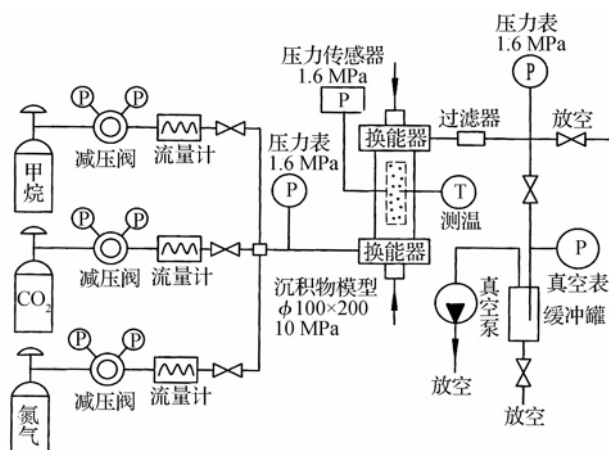 压力表
1.6 MPa
P
压力传感器
1.6 MPa
P
P
P
减压阀
流量计
甲烷
压力表
1.6 MPa
P
换能器
过滤器
放空
T
测温
P
P
减压阀
流量计
CO₂
换能器
沉积物模型
φ100×200
10 MPa
P
真空表
真空泵
缓冲罐
放空
放空
P
P
减压阀
流量计
氮气